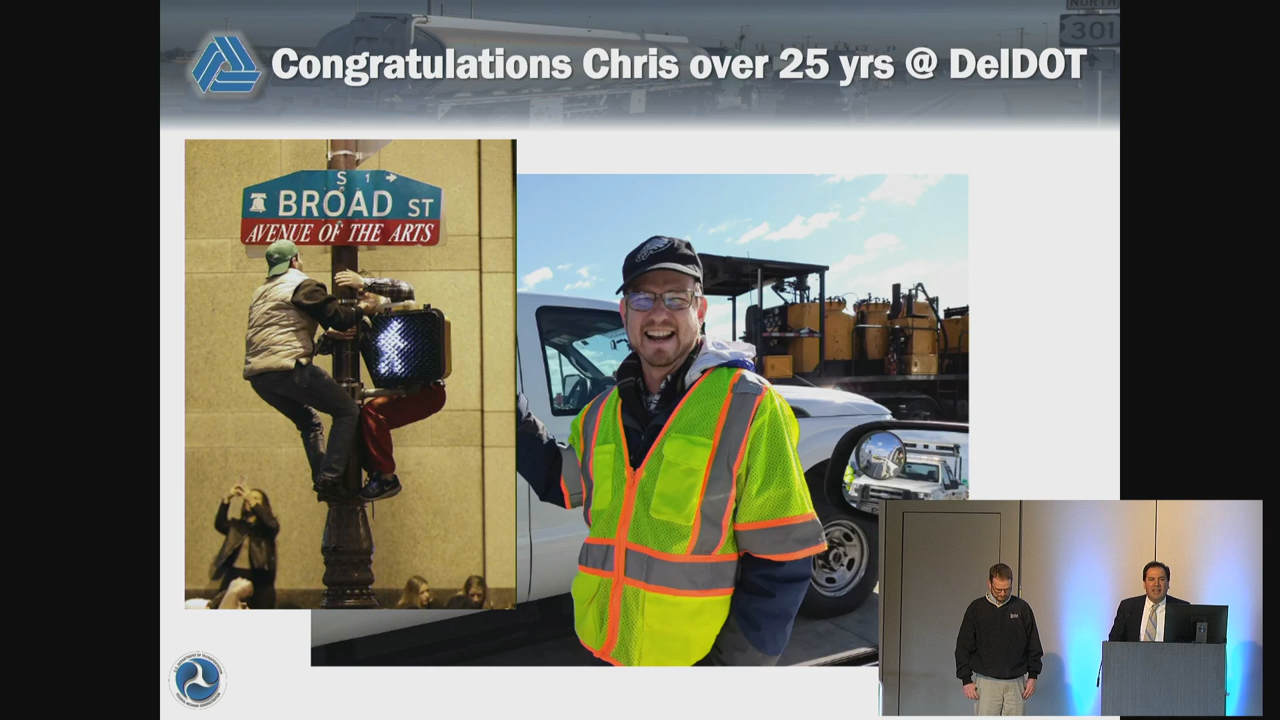 NORTH
301
Congratulations Chris over 25 yrs @ DelDOT
S 1 →
BROAD ST
AVENUE OF THE ARTS